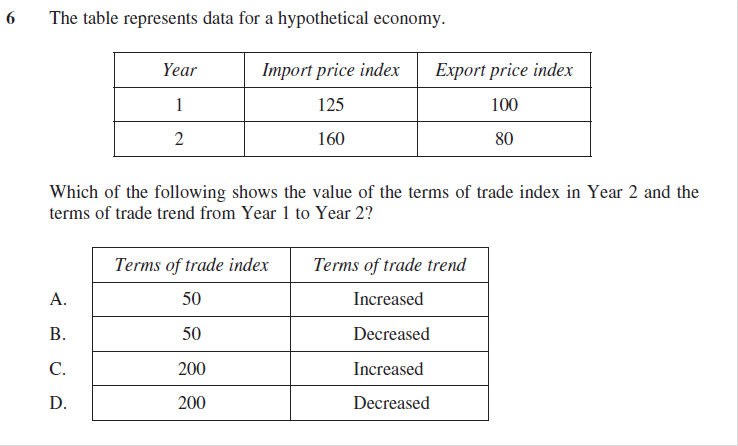 6 The table represents data for a hypothetical economy.
Year Import price index Export price index
1 125 100
2 160 80
Which of the following shows the value of the terms of trade index in Year 2 and the
terms of trade trend from Year 1 to Year 2?
Terms of trade index Terms of trade trend
A. 50 Increased
B. 50 Decreased
C. 200 Increased
D. 200 Decreased